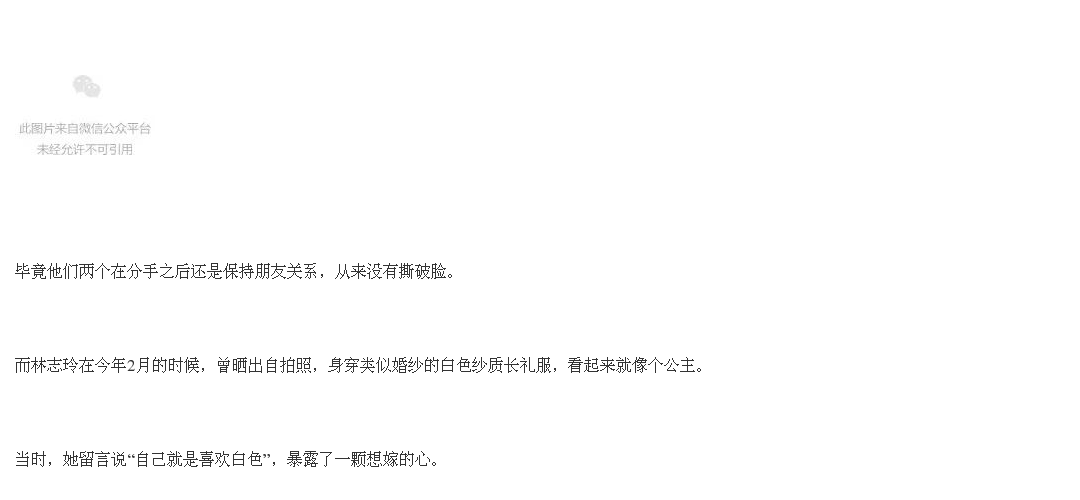 此图片来自微信公众平台
未经允许不可引用
毕竟他们两个在分手之后还是保持朋友关系，从来没有撕破脸。
而林志玲在今年2月的时候，曾晒出自拍照，身穿类似婚纱的白色纱质长礼服，看起来就像个公主。
当时，她留言说“自己就是喜欢白色”，暴露了一颗想嫁的心。